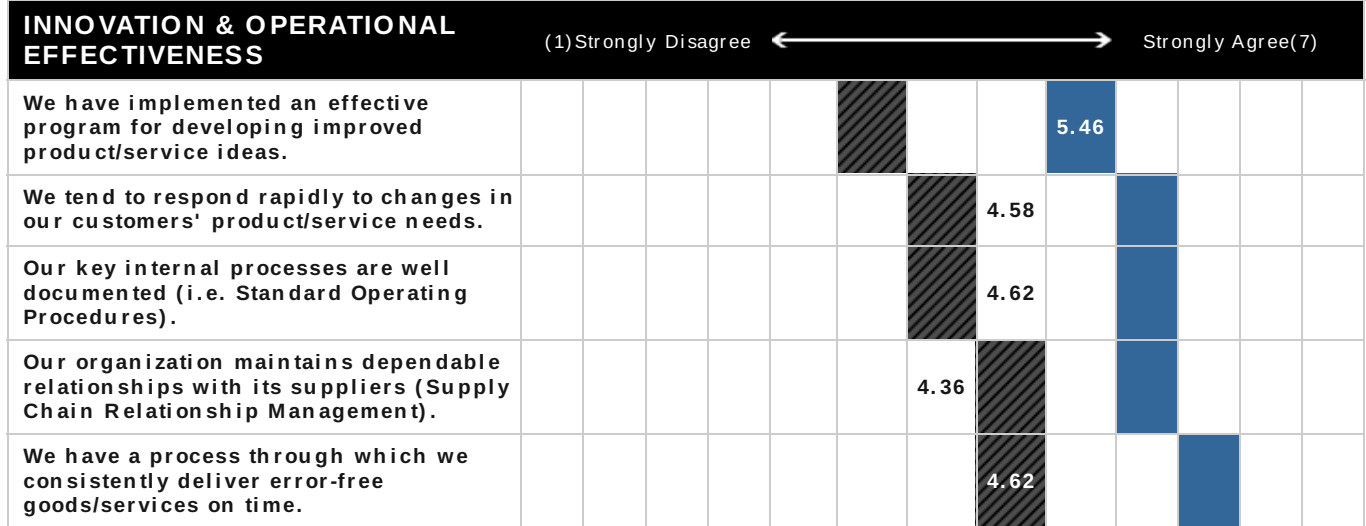 INNOVATION & OPERATIONAL
EFFECTIVENESS
(1)Strongly Disagree
Strongly Agree(7)
We have implemented an effective
program for developing improved
product/service ideas.
5.46
We tend to respond rapidly to changes in
our customers' product/service needs.
4.58
Our key internal processes are well
documented (i.e. Standard Operating
Procedures).
4.62
Our organization maintains dependable
relationships with its suppliers (Supply
Chain Relationship Management).
4.36
We have a process through which we
consistently deliver error-free
goods/services on time.
4.62